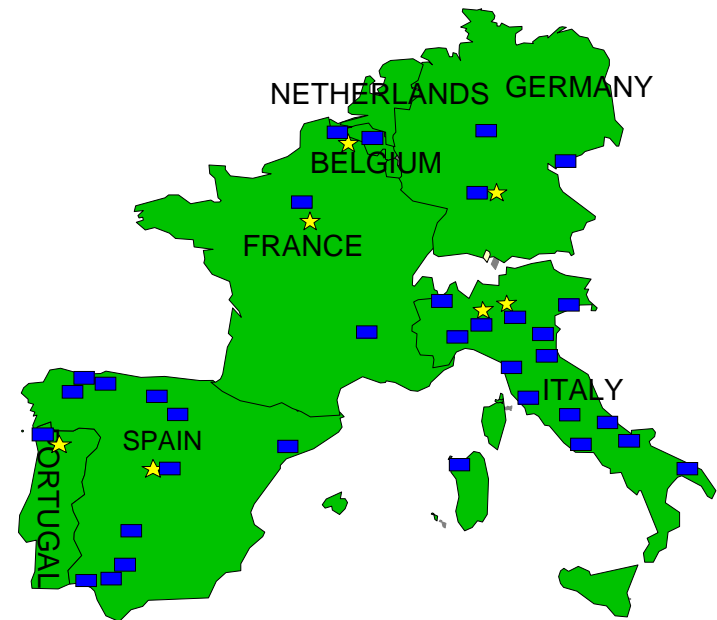 NETHERLANDS
GERMANY
BELGIUM
FRANCE
ITALY
SPAIN
PORTUGAL